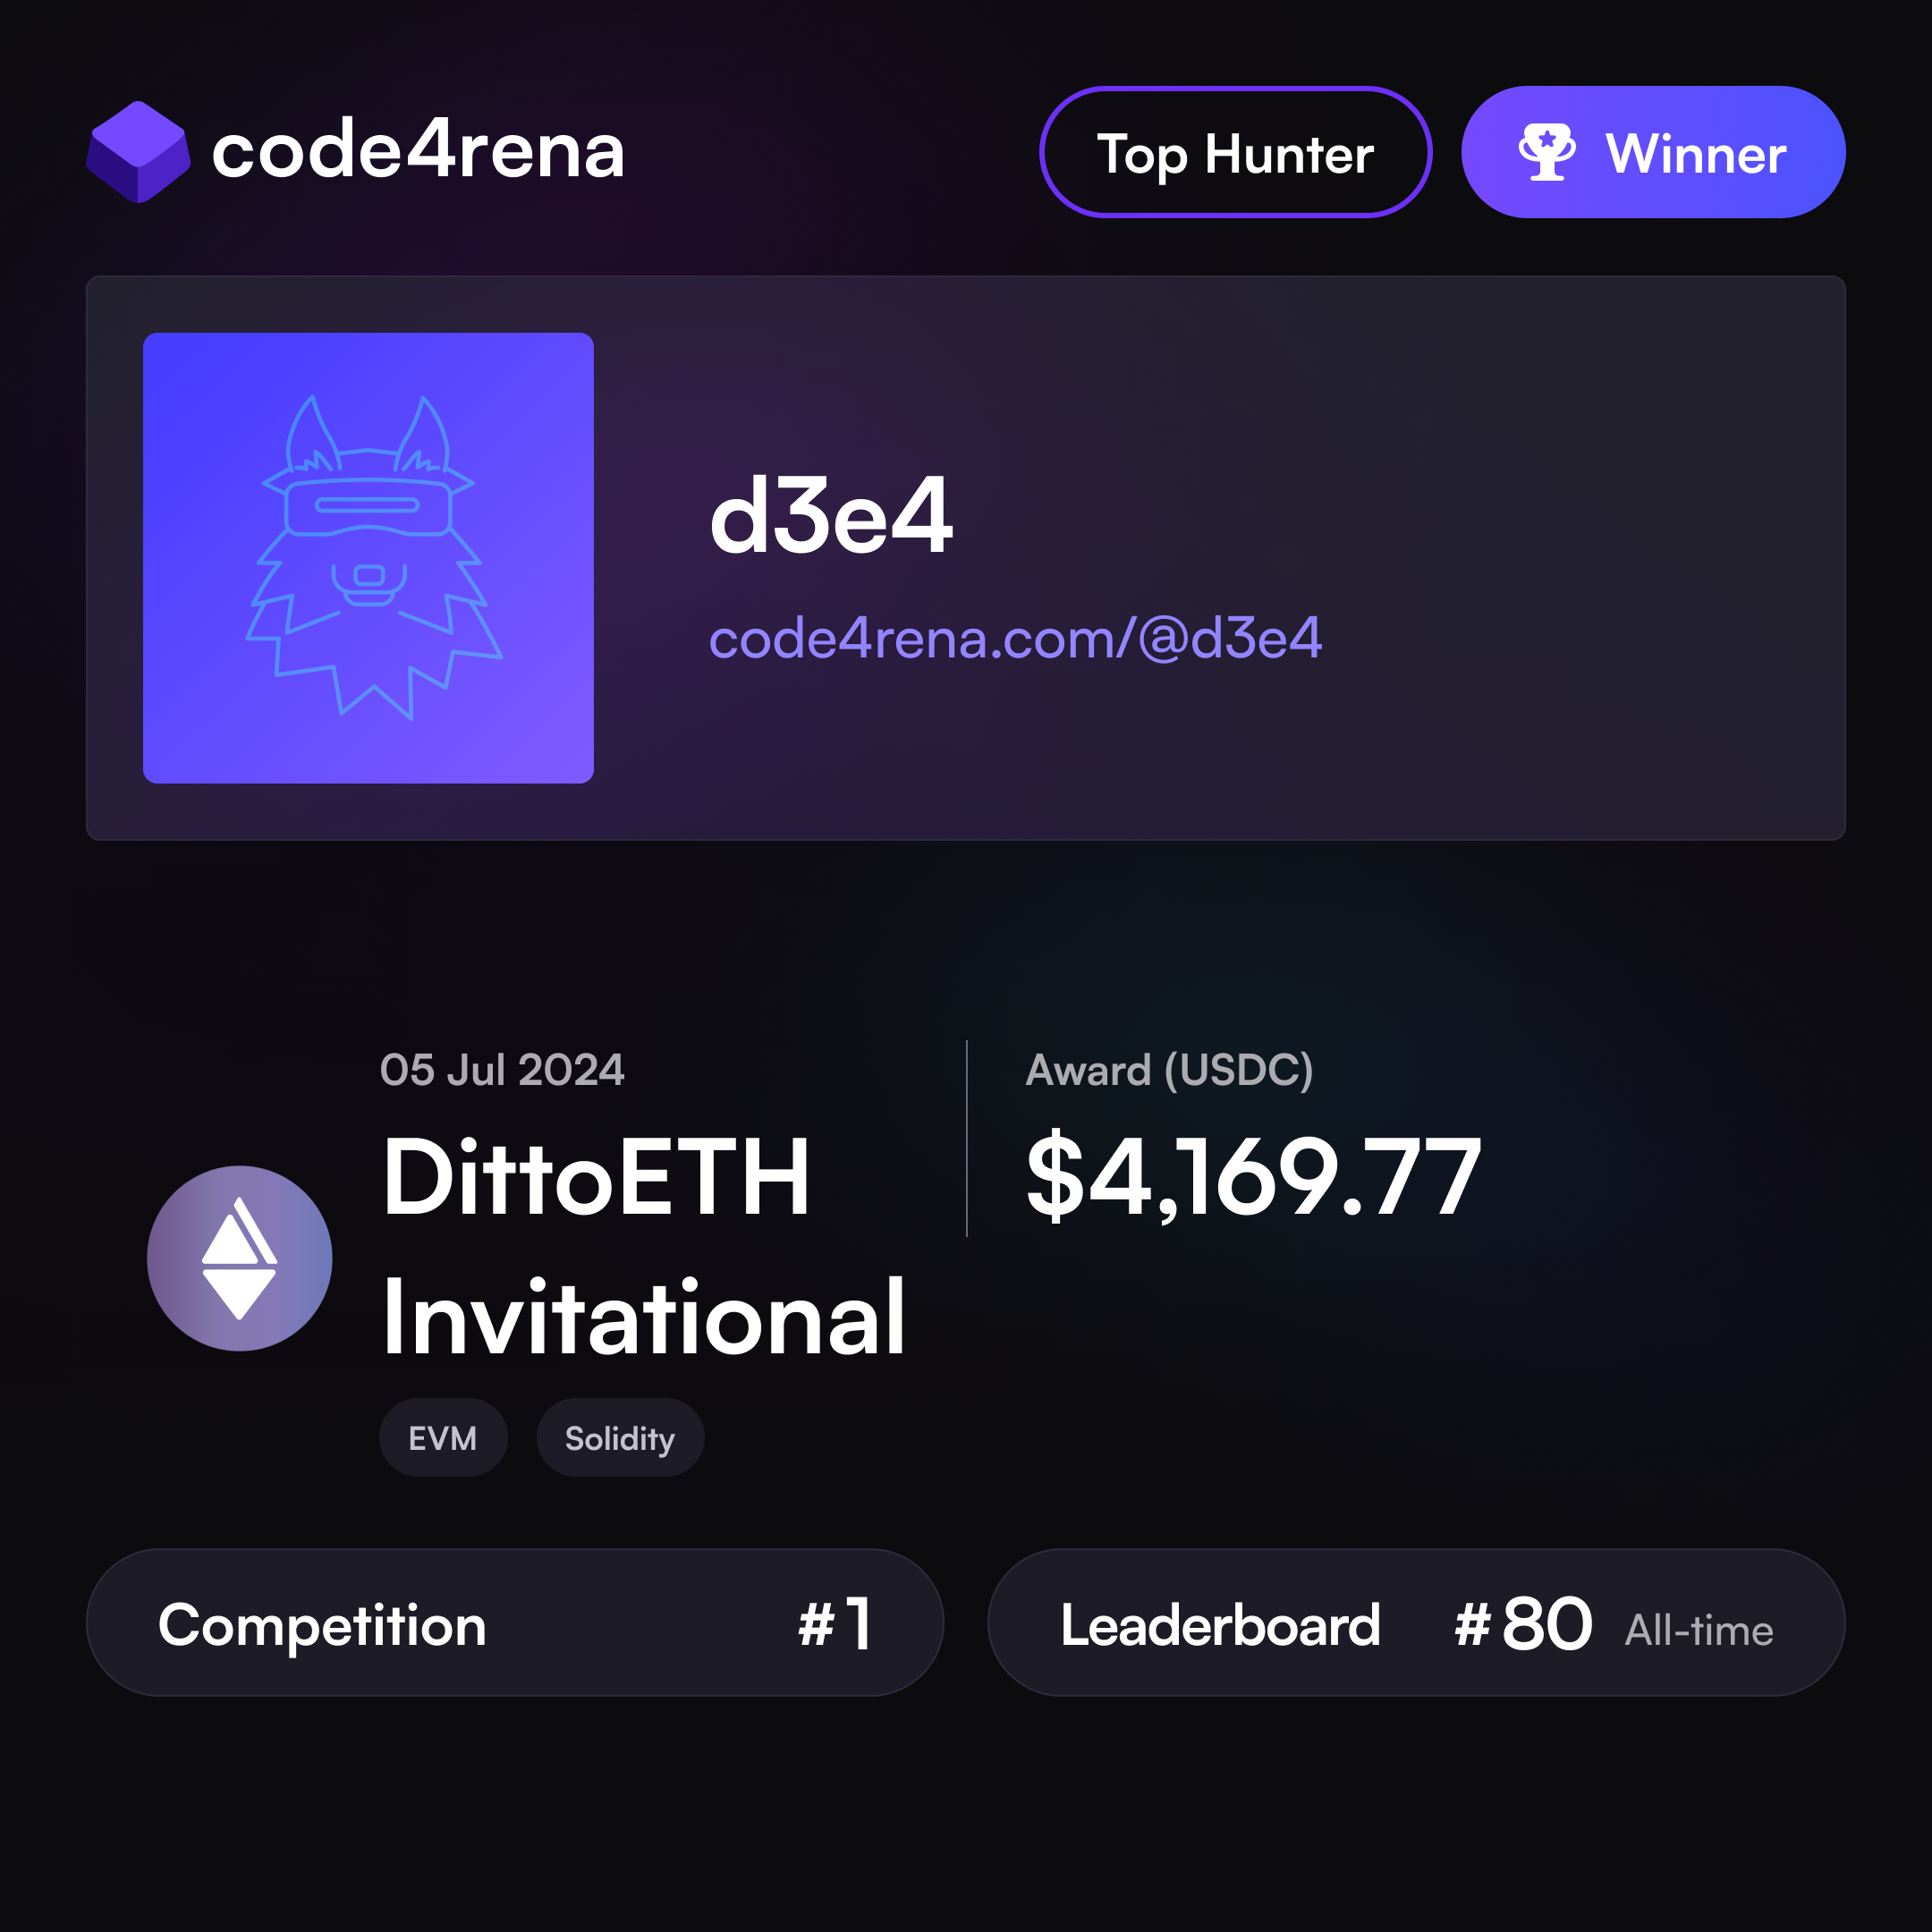 code4rena
Top Hunter
Winner
d3e4
code4rena.com/@d3e4
05 Jul 2024
DittoETH
Invitational
EVM
Solidity
Award (USDC)
$4,169.77
Competition
#1
Leaderboard
#80 All-time